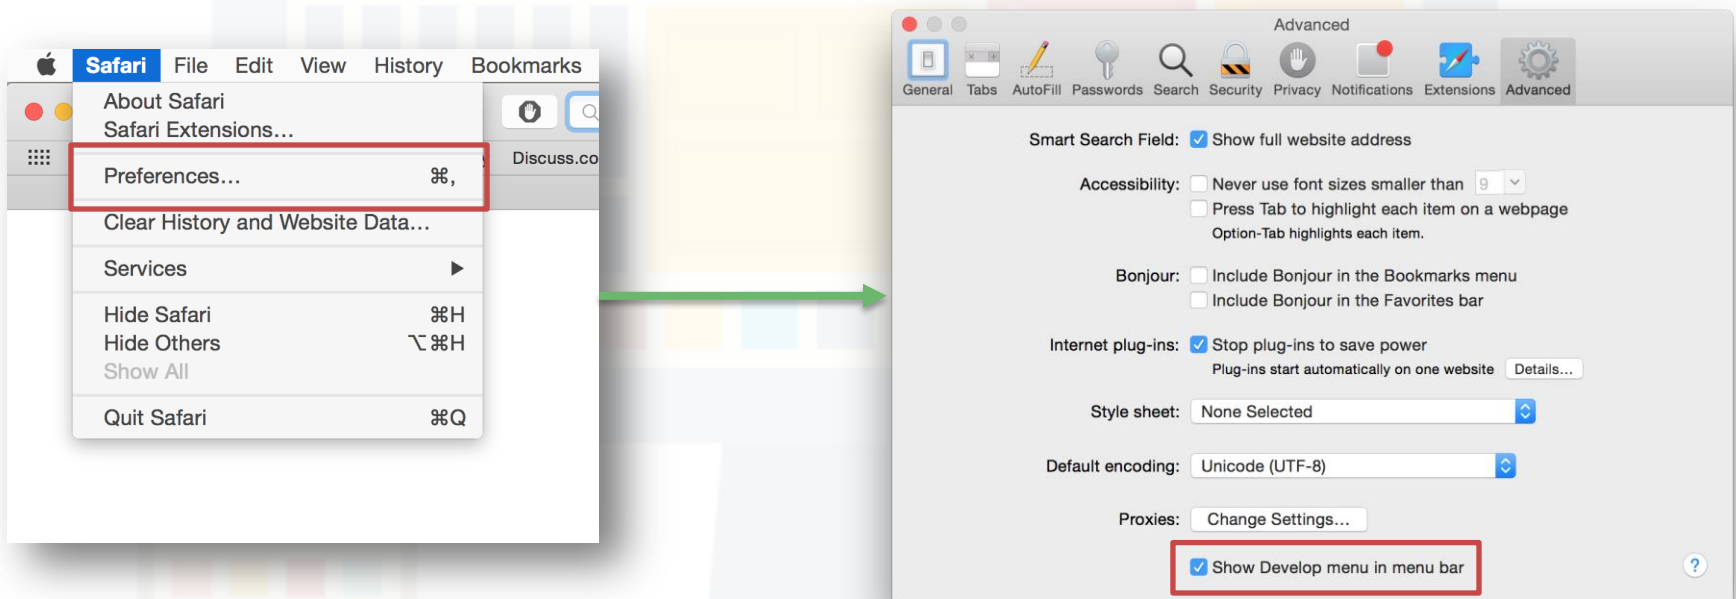 Safari File Edit View History Bookmarks
About Safari
Safari Extensions...
Discuss.co
Preferences... ⌘,
Clear History and Website Data...
Services
Hide Safari ⌘H
Hide Others ⌥⌘H
Show All
Quit Safari ⌘Q
Advanced
General Tabs AutoFill Passwords Search Security Privacy Notifications Extensions Advanced
Smart Search Field: Show full website address
Accessibility: Never use font sizes smaller than 9
Press Tab to highlight each item on a webpage
Option-Tab highlights each item.
Bonjour: Include Bonjour in the Bookmarks menu
Include Bonjour in the Favorites bar
Internet plug-ins: Stop plug-ins to save power
Plug-ins start automatically on one website Details...
Style sheet: None Selected
Default encoding: Unicode (UTF-8)
Proxies: Change Settings...
Show Develop menu in menu bar ?